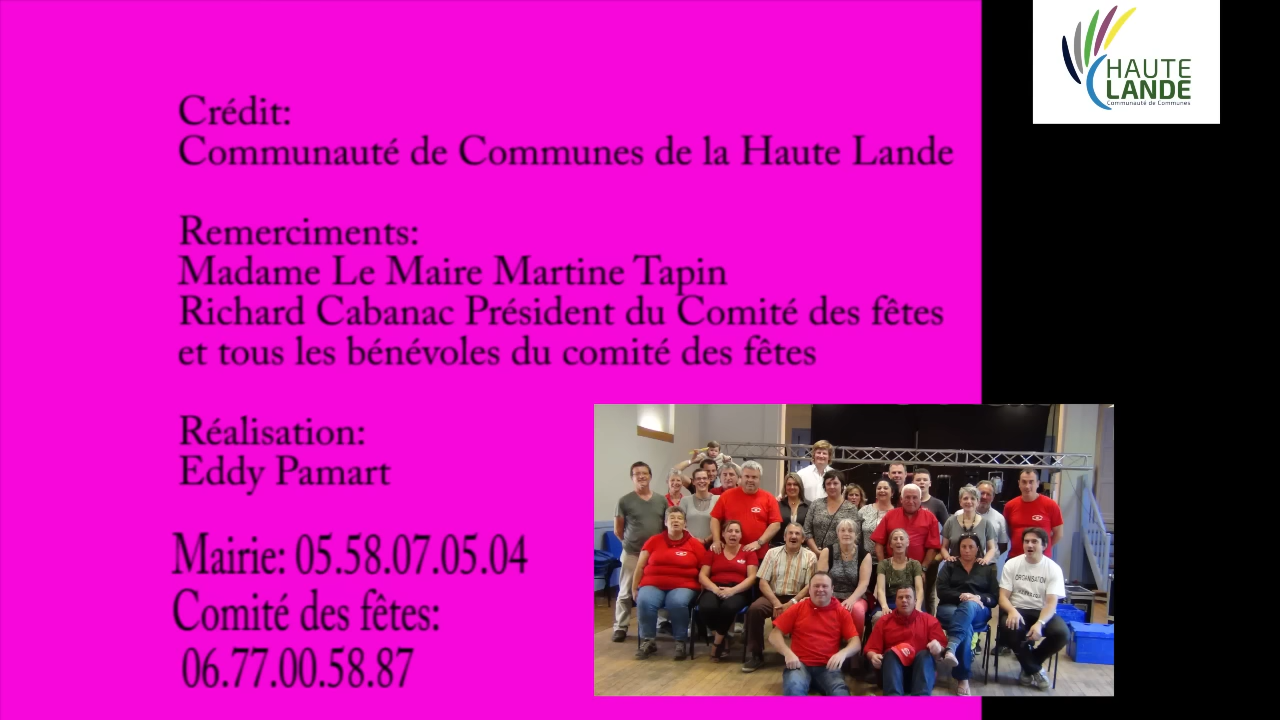 Crédit:
Communauté de Communes de la Haute Lande
Remerciments:
Madame Le Maire Martine Tapin
Richard Cabanac Président du Comité des fêtes
et tous les bénévoles du comité des fêtes
Réalisation:
Eddy Pamart
Mairie: 05.58.07.05.04
Comité des fêtes:
06.77.00.58.87
HAUTE
LANDE
Communauté de Communes
ORGANISATION